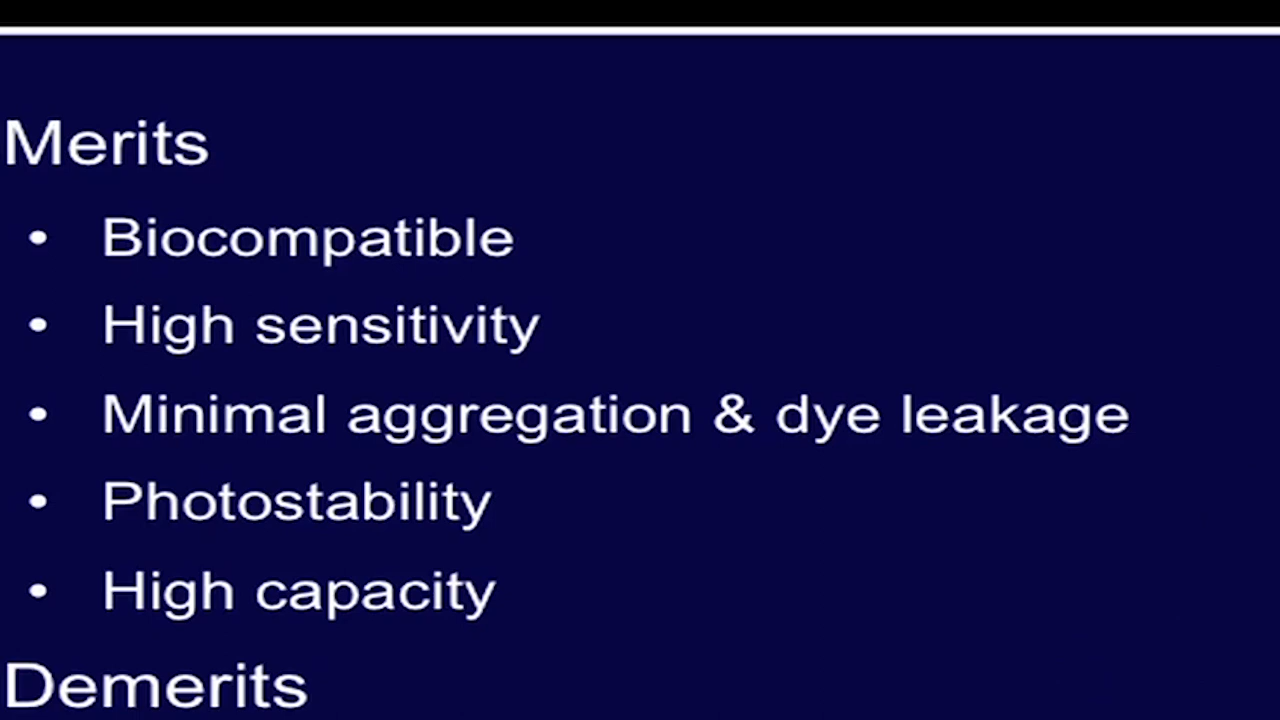 Merits
• Biocompatible
• High sensitivity
• Minimal aggregation & dye leakage
• Photostability
• High capacity
Demerits